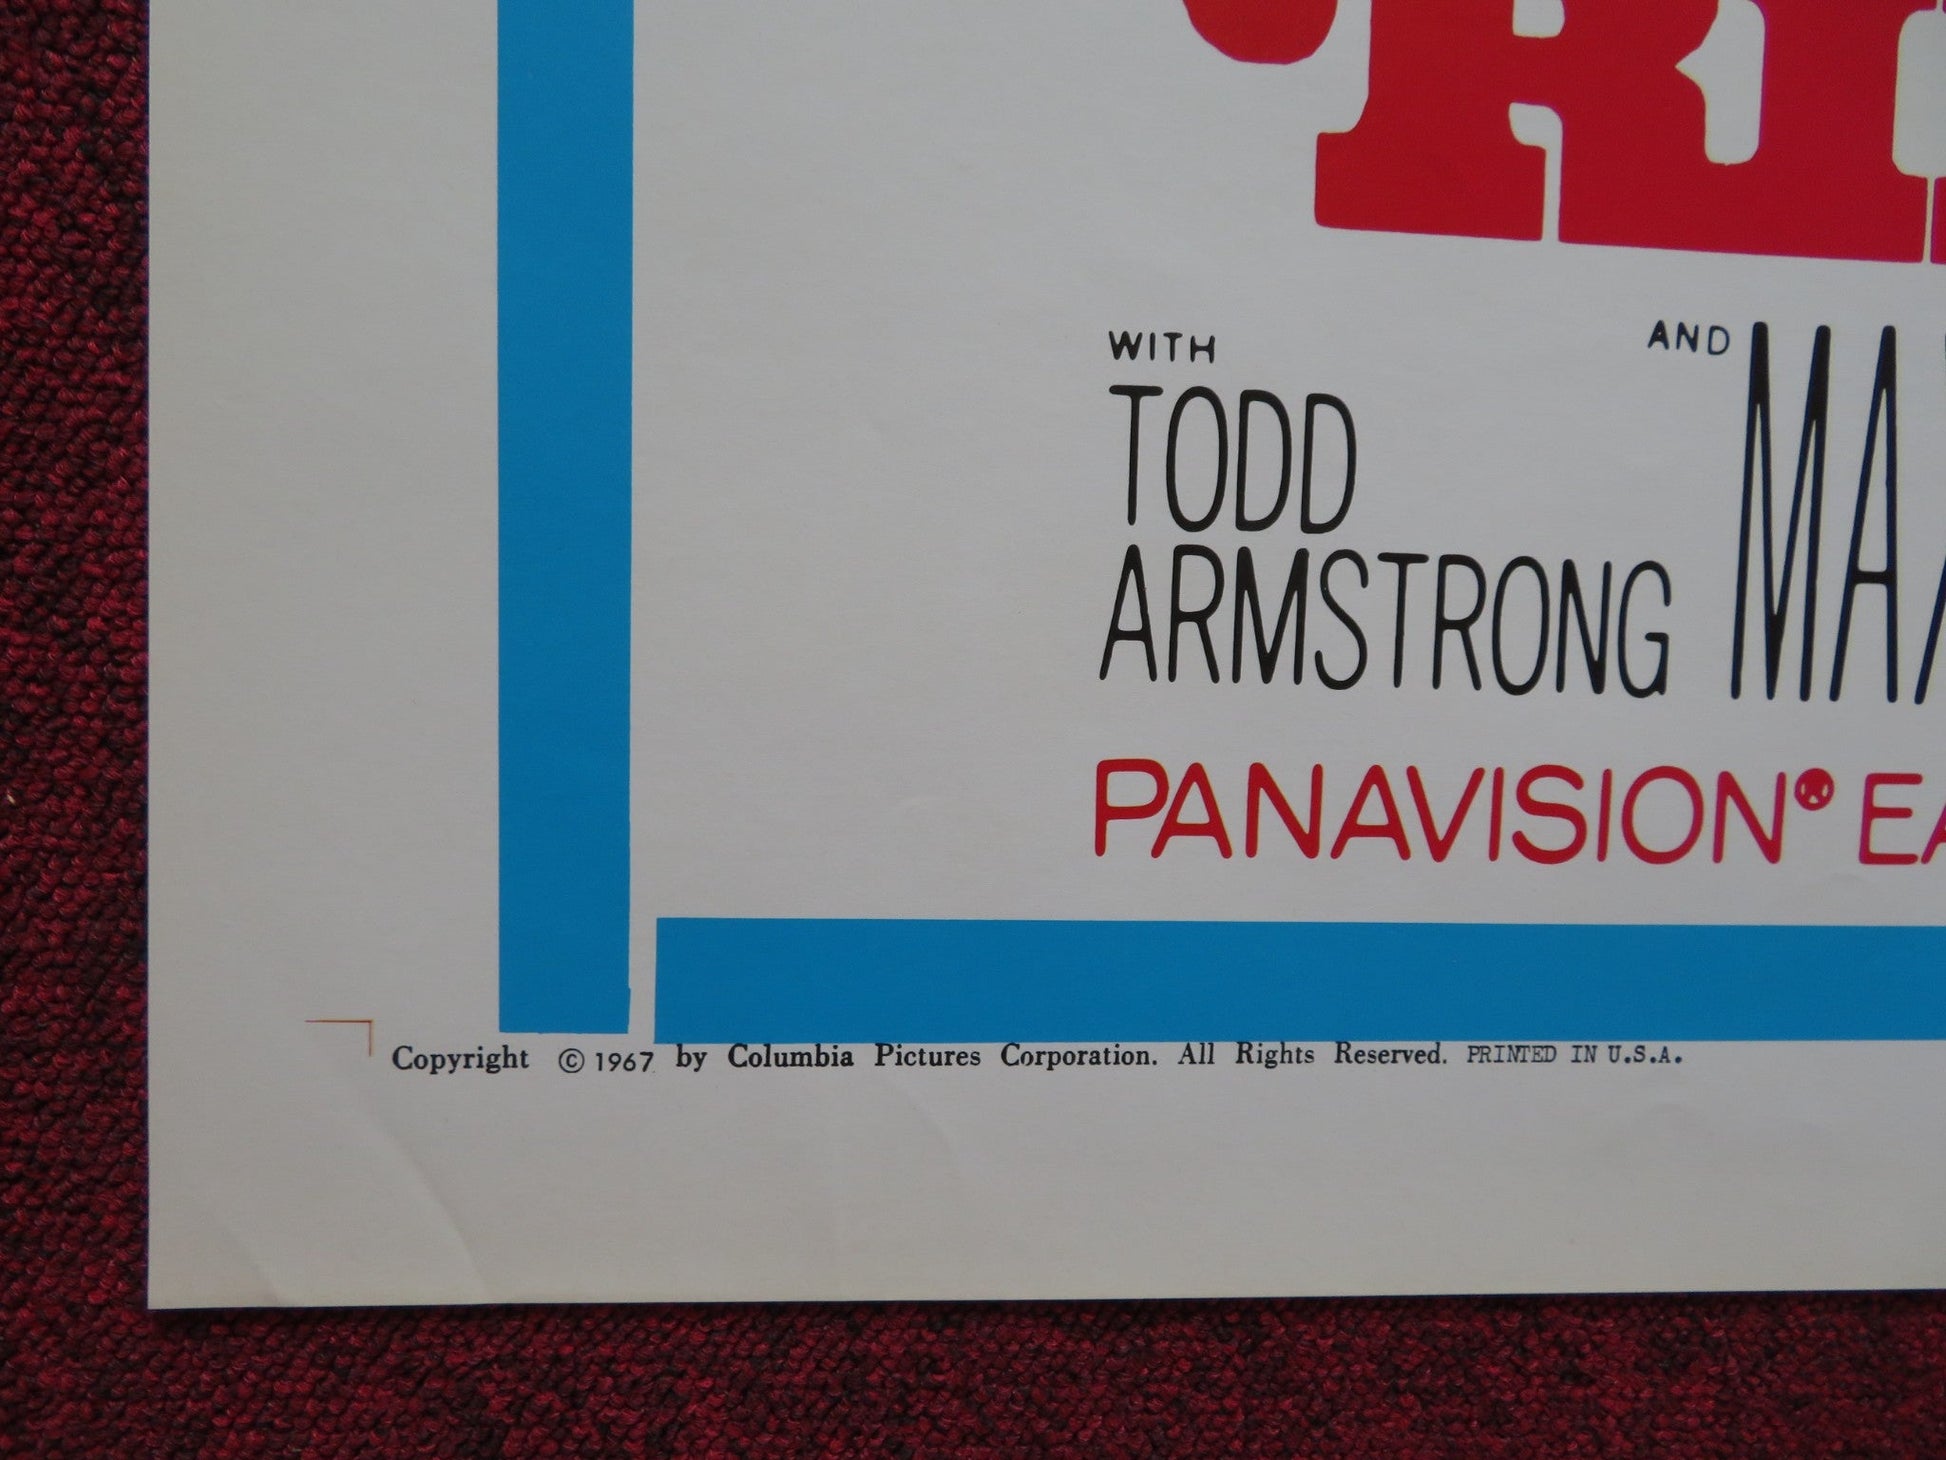 WITH
TODD
ARMSTRONG
AND
PANAVISION®
Copyright © 1967 by Columbia Pictures Corporation. All Rights Reserved. PRINTED IN U.S.A.